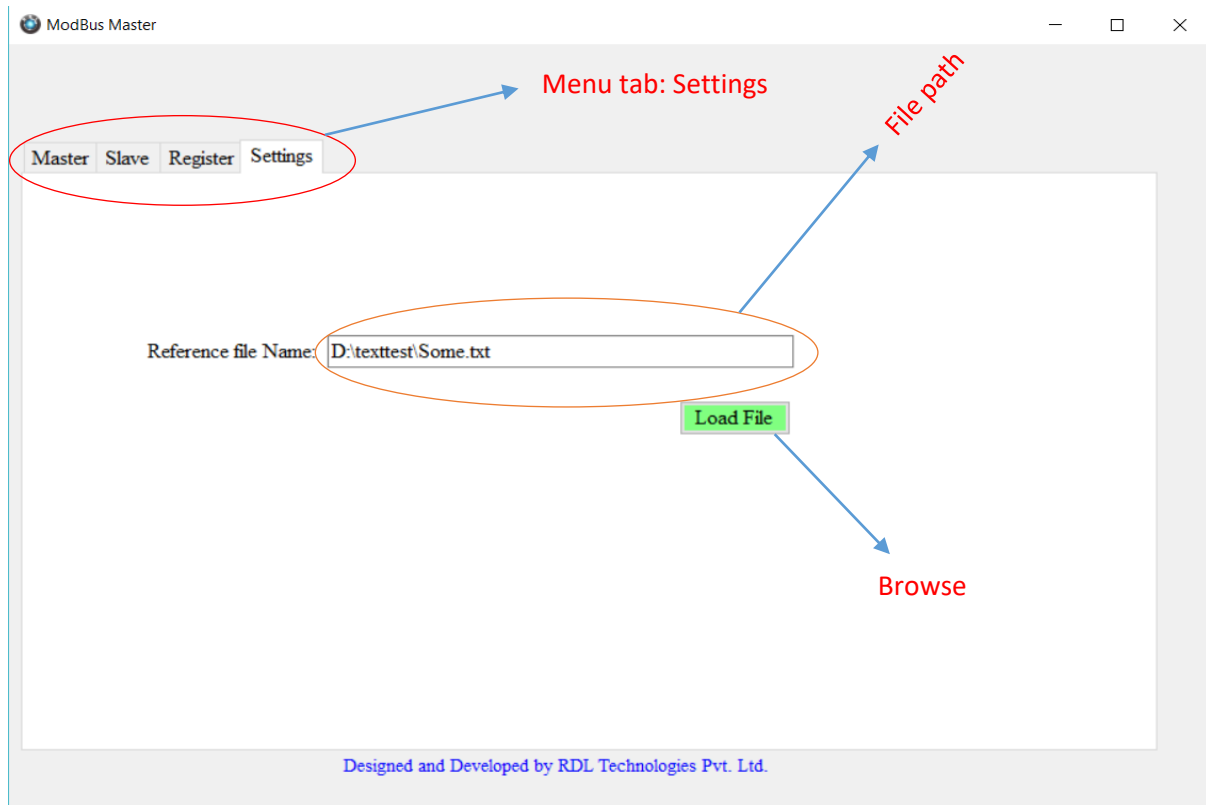 ModBus Master
Menu tab: Settings
File path
Master Slave Register Settings
Reference file Name: D:\texttest\Some.txt
Load File
Browse
Designed and Developed by RDL Technologies Pvt. Ltd.